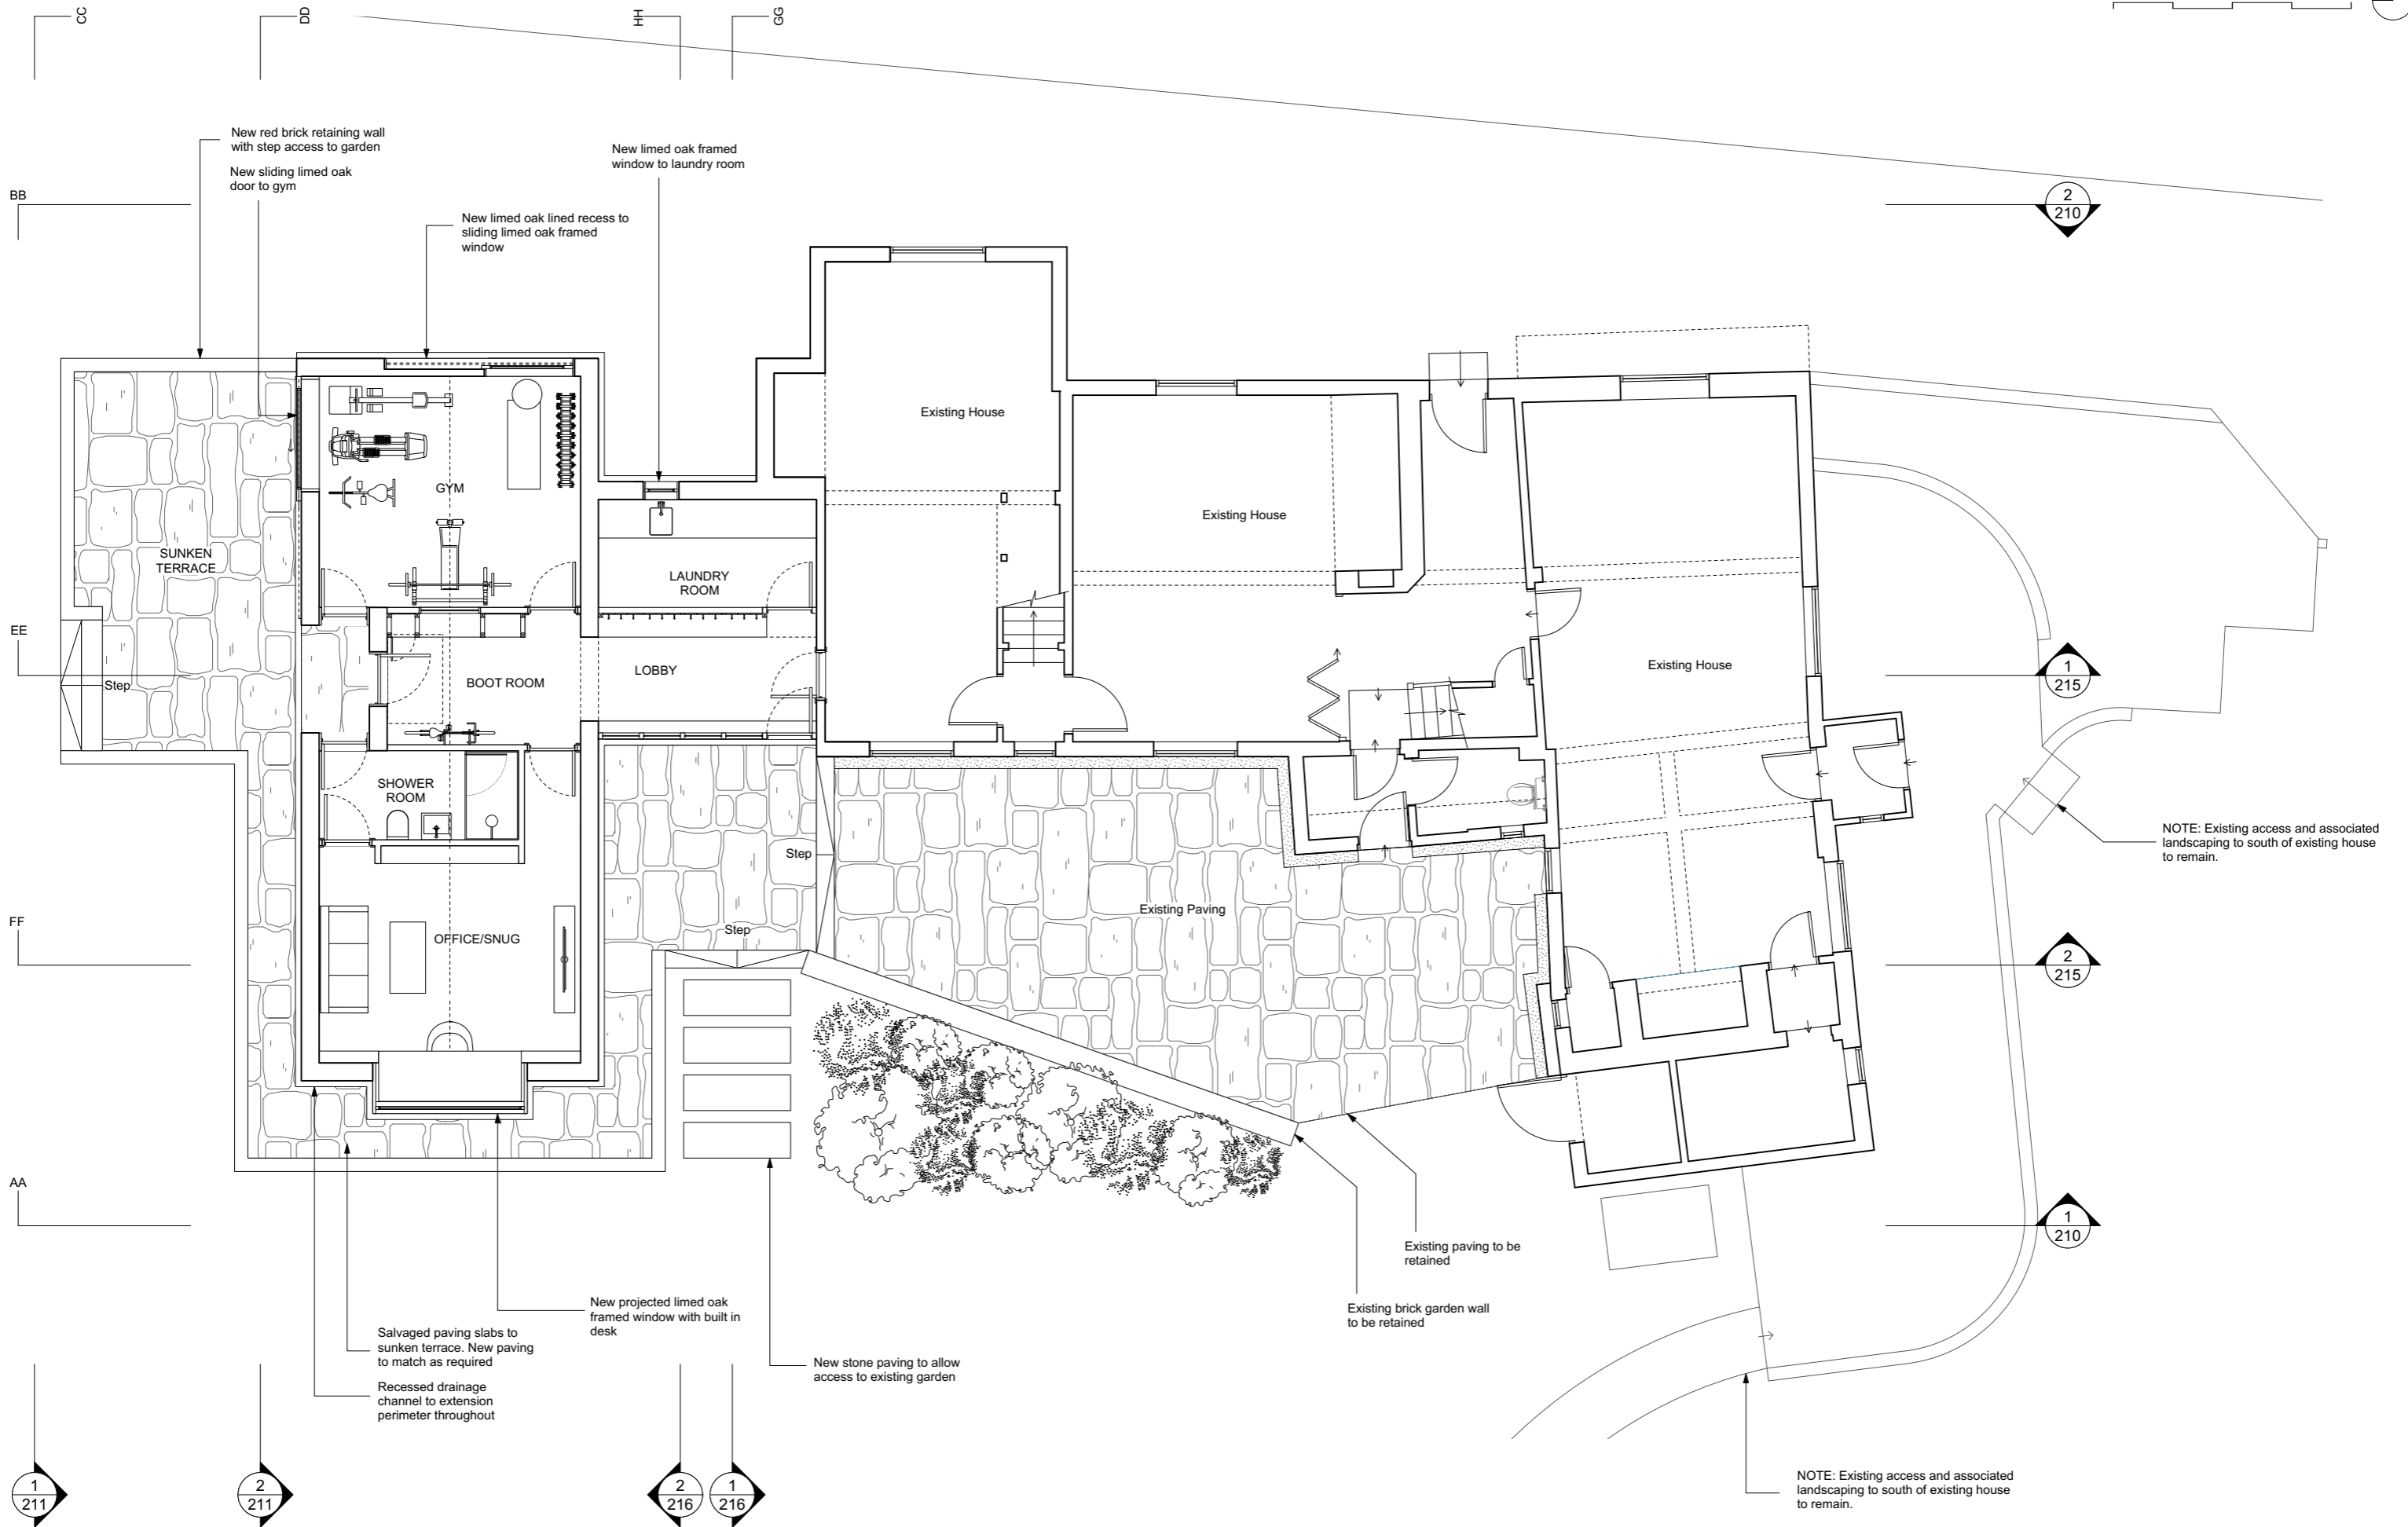 CC
DD
HH
GG
New red brick retaining wall
with step access to garden
New sliding limed oak
door to gym
New limed oak framed
window to laundry room
BB
New limed oak lined recess to
sliding limed oak framed
window
2
210
Existing House
GYM
Existing House
SUNKEN
TERRACE
LAUNDRY
ROOM
EE
Step
BOOT ROOM
LOBBY
Existing House
1
215
SHOWER
ROOM
Step
NOTE: Existing access and associated
landscaping to south of existing house
to remain.
FF
OFFICE/SNUG
Step
Existing Paving
2
215
AA
1
210
Existing paving to be
retained
Existing brick garden wall
to be retained
New projected limed oak
framed window with built in
desk
Salvaged paving slabs to
sunken terrace. New paving
to match as required
New stone paving to allow
access to existing garden
Recessed drainage
channel to extension
perimeter throughout
NOTE: Existing access and associated
landscaping to south of existing house
to remain.
1
211
2
211
2
216
1
216